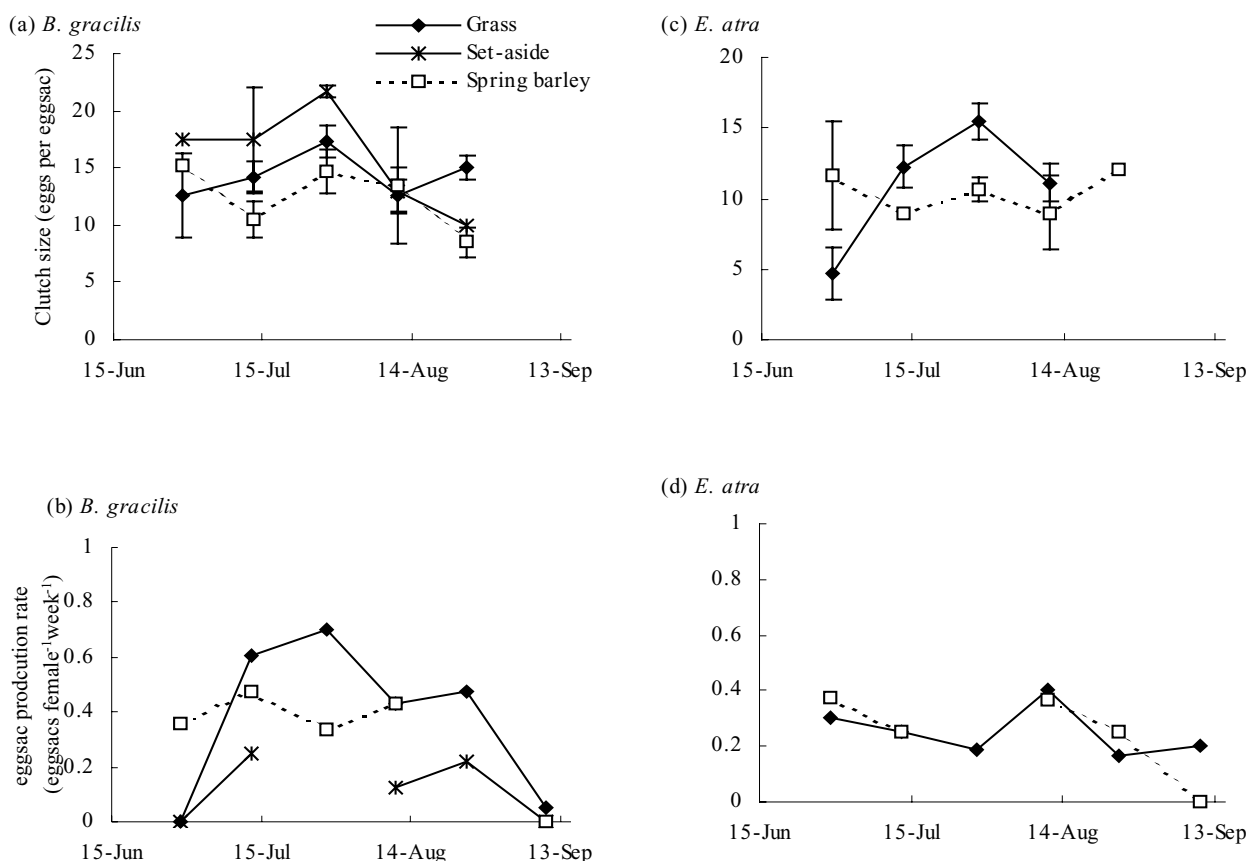 (a) B. gracilis
Grass
Set-aside
Spring barley
Clutch size (eggs per eggsac)
25
20
15
10
5
0
15-Jun 15-Jul 14-Aug 13-Sep
(c) E. atra
20
15
10
5
0
15-Jun 15-Jul 14-Aug 13-Sep
(b) B. gracilis
eggsac prodcution rate
((eggsacs female-1week-1)
1
0.8
0.6
0.4
0.2
0
15-Jun 15-Jul 14-Aug 13-Sep
(d) E. atra
1
0.8
0.6
0.4
0.2
0
15-Jun 15-Jul 14-Aug 13-Sep